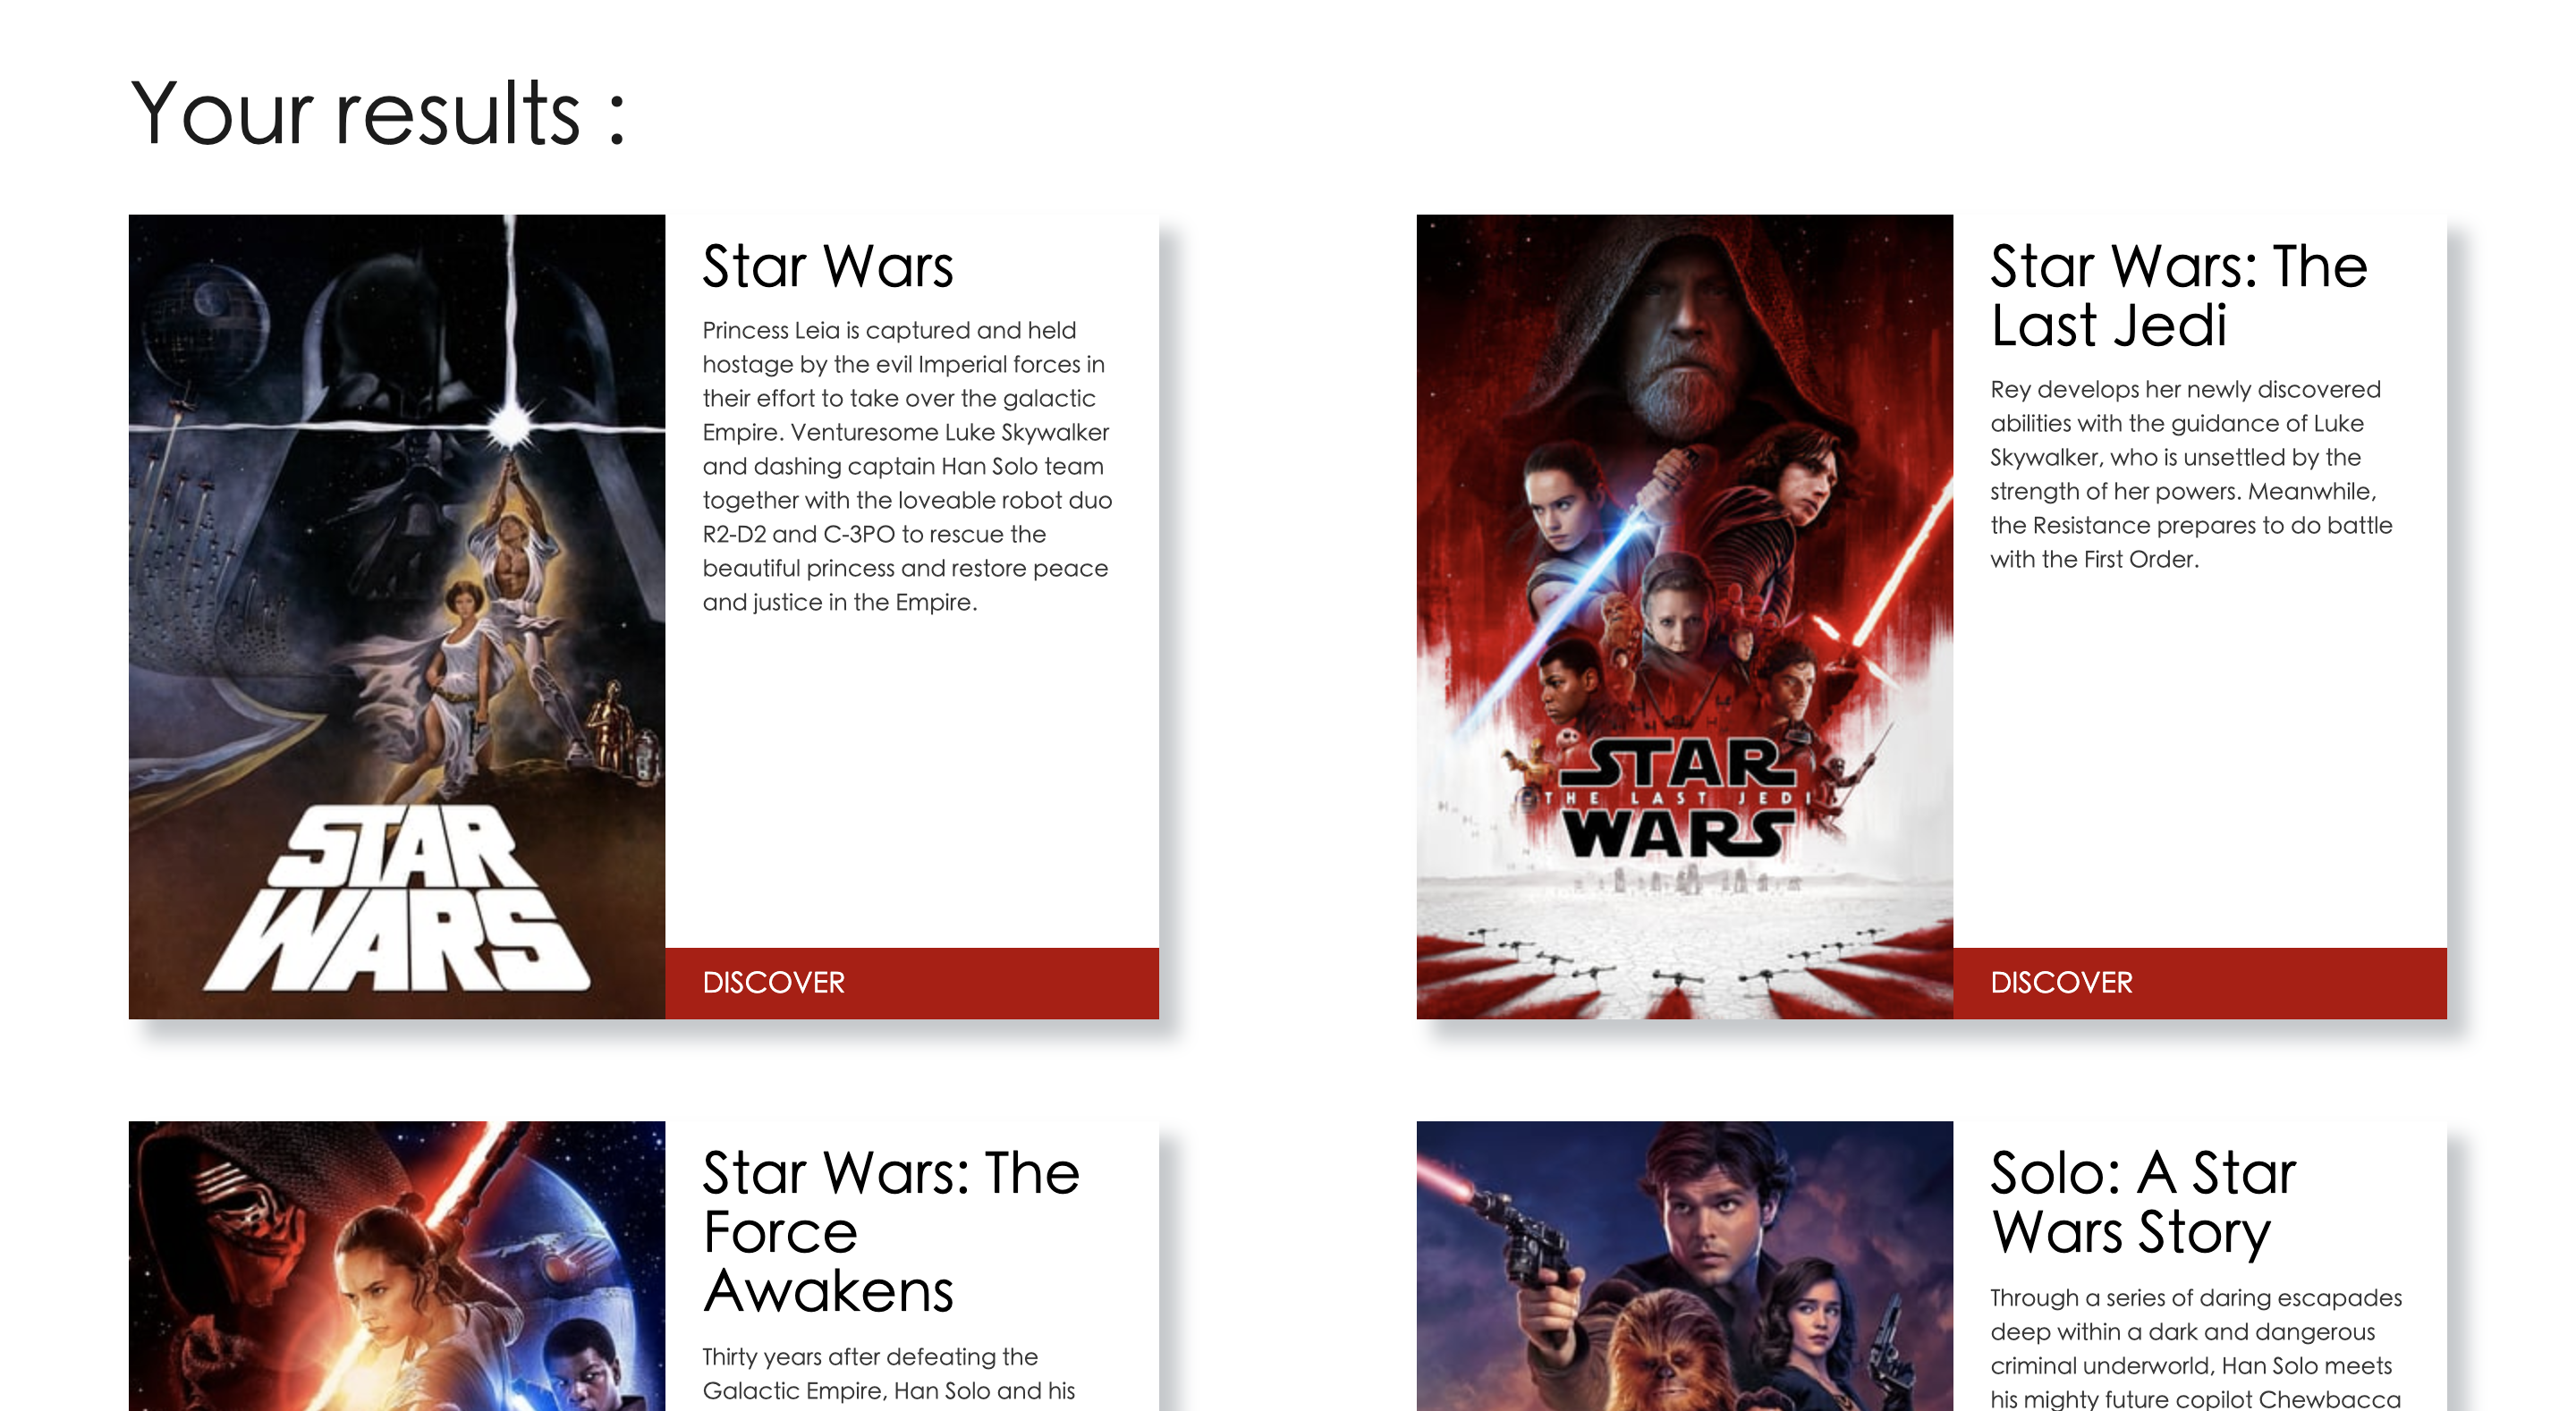 Your results :
Star Wars
Princess Leia is captured and held
hostage by the evil Imperial forces in
their effort to take over the galactic
Empire. Venturesome Luke Skywalker
and dashing captain Han Solo team
together with the loveable robot duo
R2-D2 and C-3PO to rescue the
beautiful princess and restore peace
and justice in the Empire.
DISCOVER
STAR
WARS
Star Wars: The
Last Jedi
Rey develops her newly discovered
abilities with the guidance of Luke
Skywalker, who is unsettled by the
strength of her powers. Meanwhile,
the Resistance prepares to do battle
with the First Order.
DISCOVER
STAR
THE LAST JEDI
WARS
Star Wars: The
Force
Awakens
Thirty years after defeating the
Galactic Empire, Han Solo and his
Solo: A Star
Wars Story
Through a series of daring escapades
deep within a dark and dangerous
criminal underworld, Han Solo meets
his mighty future copilot Chewbacca